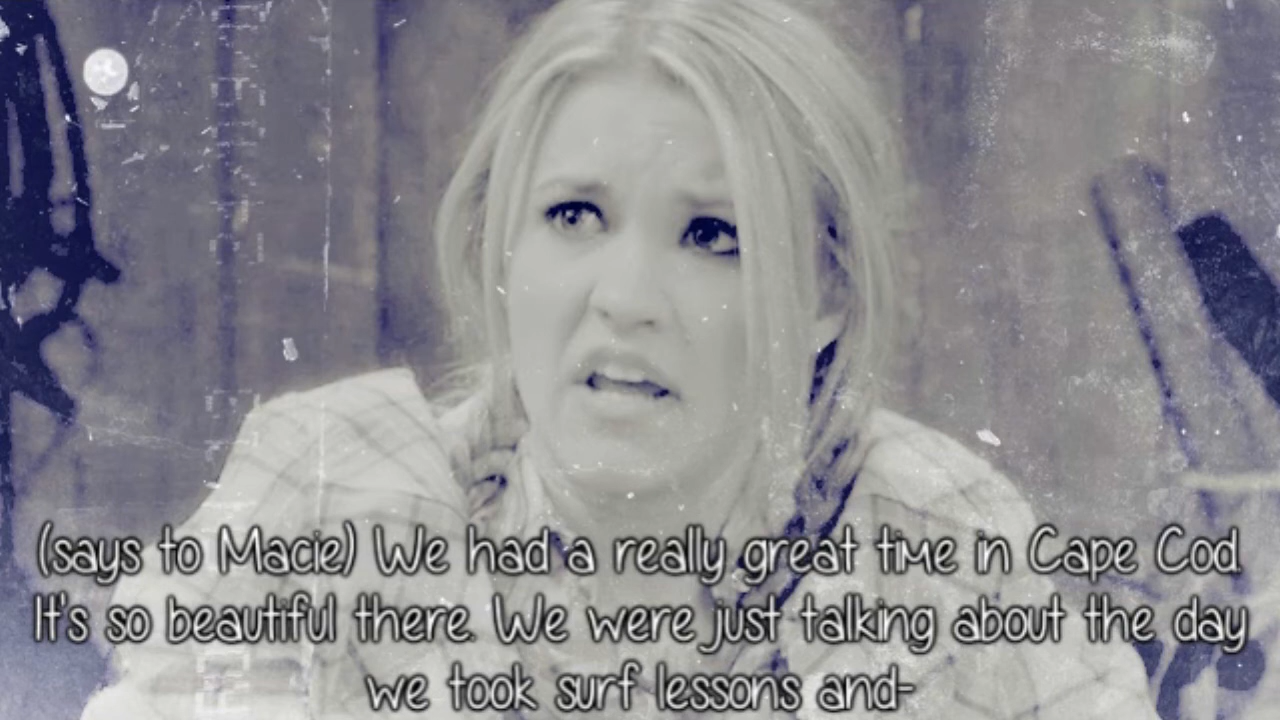 (says to Macie) We had a really great time in Cape Cod.
It's so beautiful there. We were just talking about the day
we took surf lessons and-